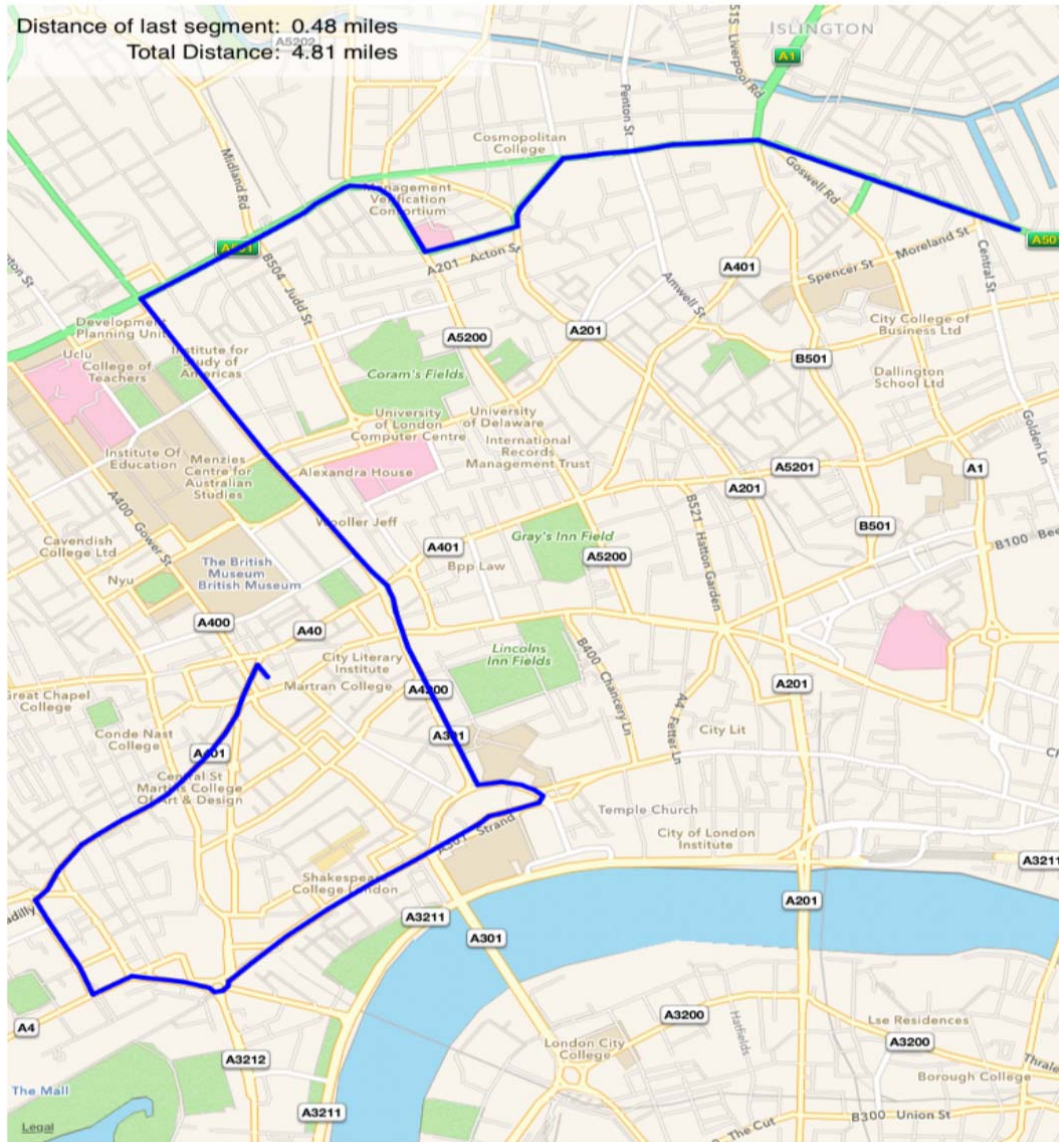 Distance of last segment: 0.48 miles
Total Distance: 4.81 miles
A5202
ISLINGTON
A1
Liverpool Rd
Penton St
Cosmopolitan
College
Midland Rd
Management
Verification
Consortium
Goswell Rd
A501
A201 Acton St
B504 Judd St
Moreland St
A501
A401
Spencer St
Central St
Amwell St
Development
Planning Unit
A5200
A201
City College of
Business Ltd
Uclu
College of
Teachers
Institute for
Study of
Americas
B501
Coram's Fields
Dallington
School Ltd
University
of London
Computer Centre
University
of Delaware
International
Records
Management Trust
Golden Ln
Institute Of
Education
Menzies
Centre for
Australian
Studies
Alexandra House
A5201
A1
A201
A400 Gower St
B521 Hatton Garden
Wooller Jeff
B501
Cavendish
College Ltd
Gray's Inn Field
A401
A5200
B100
The British
Museum
British Museum
Bpp Law
Nyu
A400
A40
Lincolns
Inn Fields
B400 Chancery Ln
City Literary
Institute
Martran College
A4200
A201
Great Chapel
College
A4 Fetter Ln
City Lit
Conde Nast
College
A301
A401
Central St
Martins College
Of Art & Design
Temple Church
A301 Strand
City of London
Institute
A3211
Shakespeare
College London
A3211
A201
A301
A4
A3200
Hatfields
Lse Residences
A3212
London City
College
A3200
The Mall
Borough College
A3211
B300 Union St
The Cut
Legal